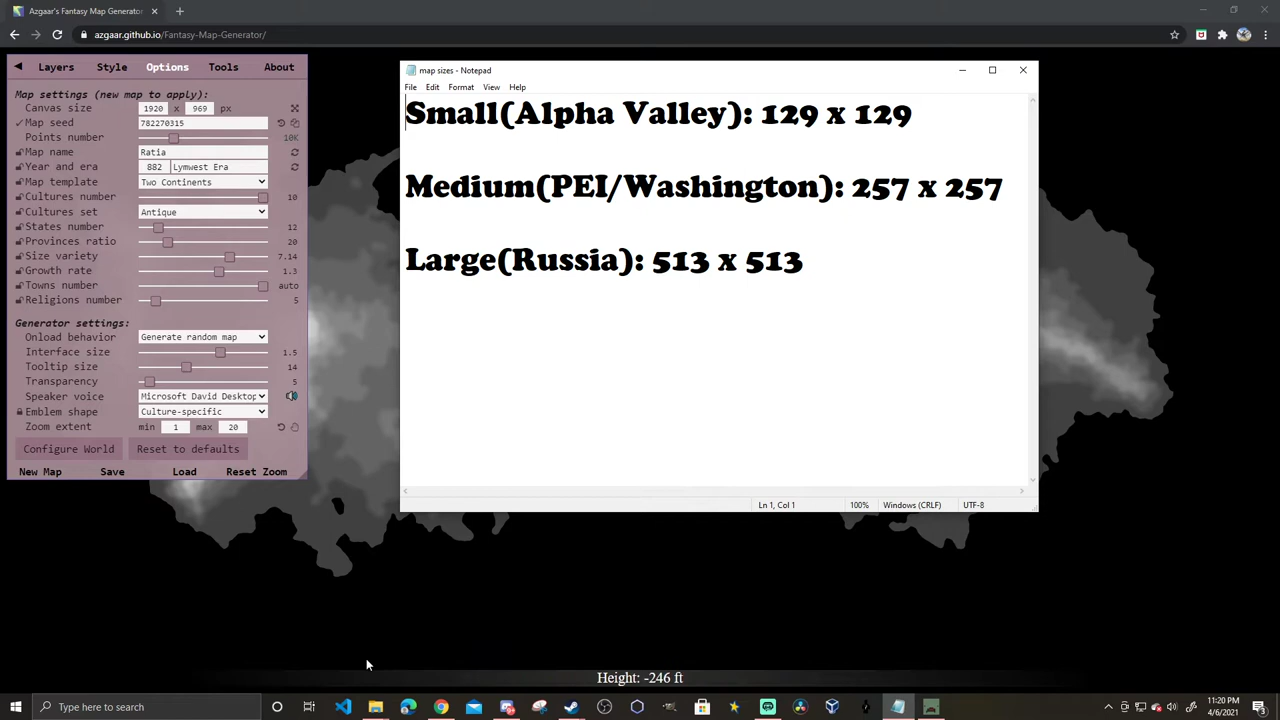 Azgaar's Fantasy Map Generator
azgaar.github.io/Fantasy-Map-Generator/
Layers Style Options Tools About
Map settings (new map to apply):
Canvas size 1920 x 969 px
Map seed 782270315
Points number 10K
Map name Ratia
Year and era 882 Lymwest Era
Map template Two Continents
Cultures number 10
Cultures set Antique
States number 12
Provinces ratio 20
Size variety 7.14
Growth rate 1.3
Towns number auto
Religions number 5
Generator settings:
Onload behavior Generate random map
Interface size 1.5
Tooltip size 14
Transparency 5
Speaker voice Microsoft David Desktop
Emblem shape Culture-specific
Zoom extent min 1 max 20
Configure World Reset to defaults
New Map Save Load Reset Zoom
map sizes - Notepad
File Edit Format View Help
Small(Alpha Valley): 129 x 129
Medium(PEI/Washington): 257 x 257
Large(Russia): 513 x 513
Ln 1, Col 1 100% Windows (CRLF) UTF-8
Height: -246 ft
Type here to search
11:20 PM
4/6/2021